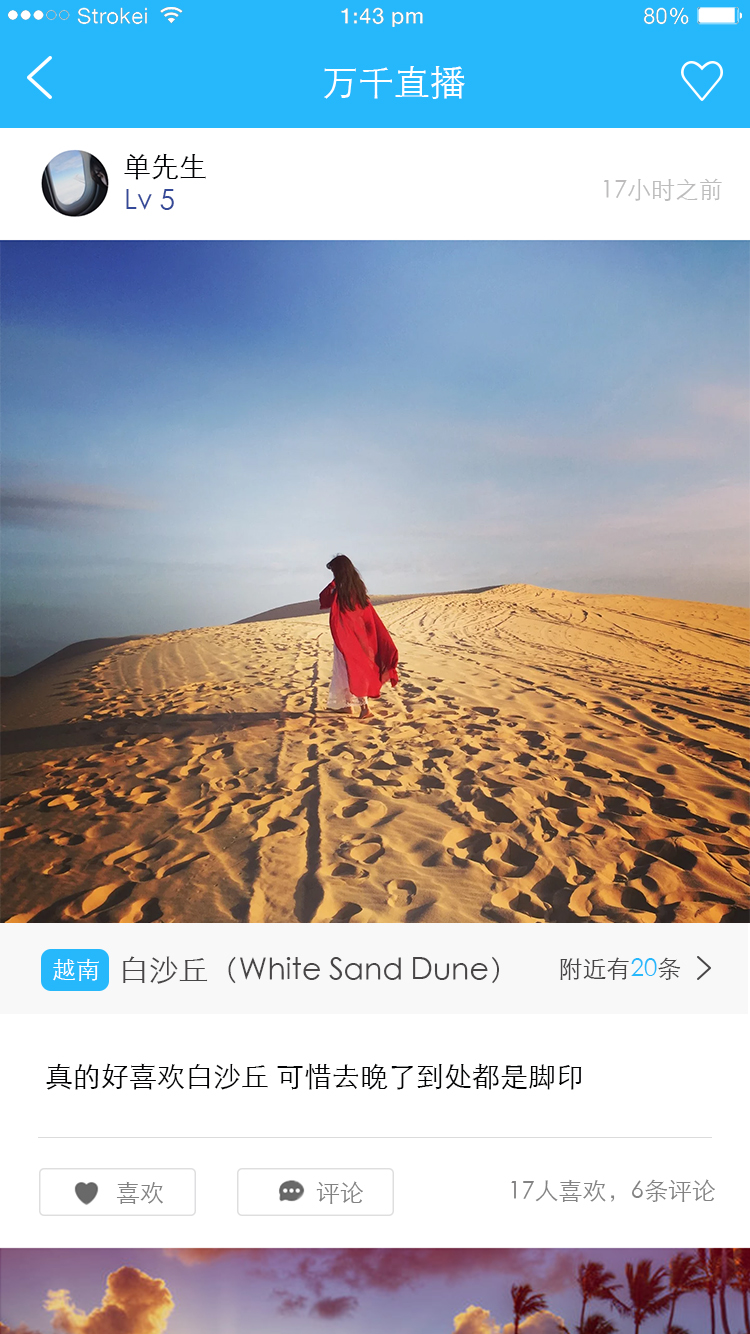 Strokei 1:43 pm 80%
万千直播
单先生
Lv 5
17小时之前
越南 白沙丘（White Sand Dune） 附近有20条
真的好喜欢白沙丘 可惜去晚了到处都是脚印
喜欢 评论 17人喜欢，6条评论